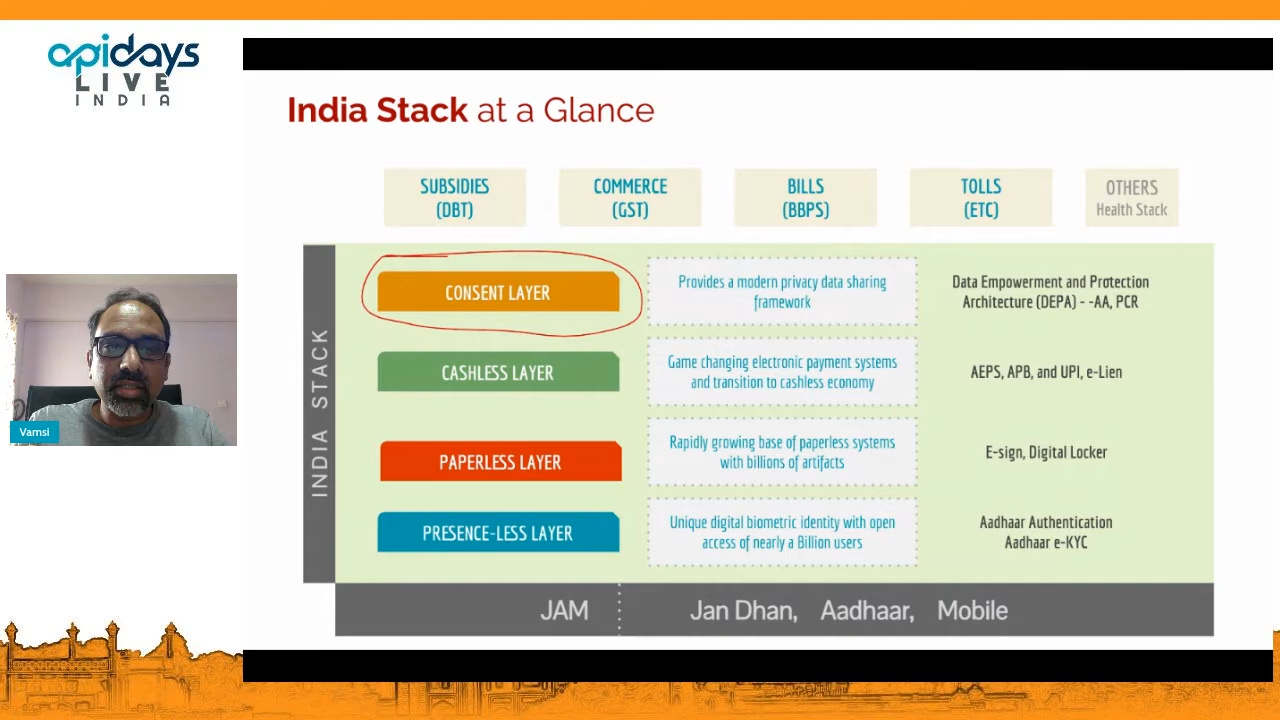 apidays
LIVE
INDIA
India Stack at a Glance
SUBSIDIES
(DBT)
COMMERCE
(GST)
BILLS
(BBPS)
TOLLS
(ETC)
OTHERS
Health Stack
INDIA STACK
CONSENT LAYER
Provides a modern privacy data sharing
framework
Data Empowerment and Protection
Architecture (DEPA) - -AA, PCR
CASHLESS LAYER
Game changing electronic payment systems
and transition to cashless economy
AEPS, APB, and UPI, e-Lien
PAPERLESS LAYER
Rapidly growing base of paperless systems
with billions of artifacts
E-sign, Digital Locker
PRESENCE-LESS LAYER
Unique digital biometric identity with open
access of nearly a Billion users
Aadhaar Authentication
Aadhaar e-KYC
JAM
Jan Dhan, Aadhaar, Mobile
Vamsi